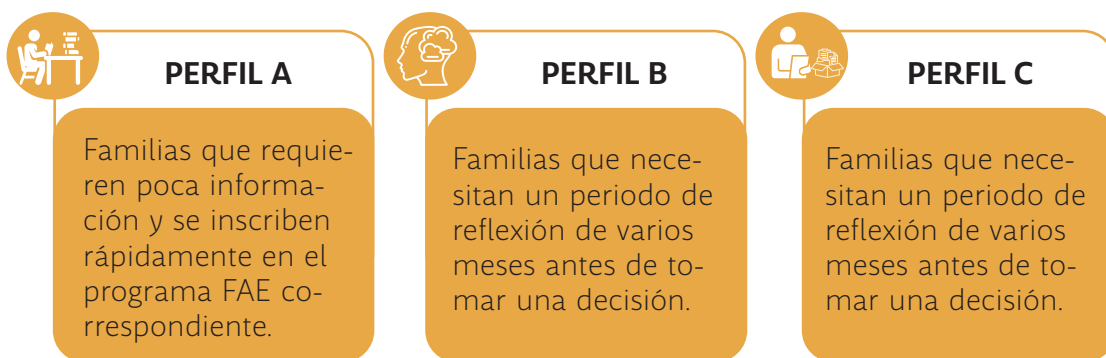 PERFIL A
Familias que requie-
ren poca informa-
ción y se inscriben
rápidamente en el
programa FAE co-
rrespondiente.
PERFIL B
Familias que nece-
sitan un periodo de
reflexión de varios
meses antes de to-
mar una decisión.
PERFIL C
Familias que nece-
sitan un periodo de
reflexión de varios
meses antes de to-
mar una decisión.